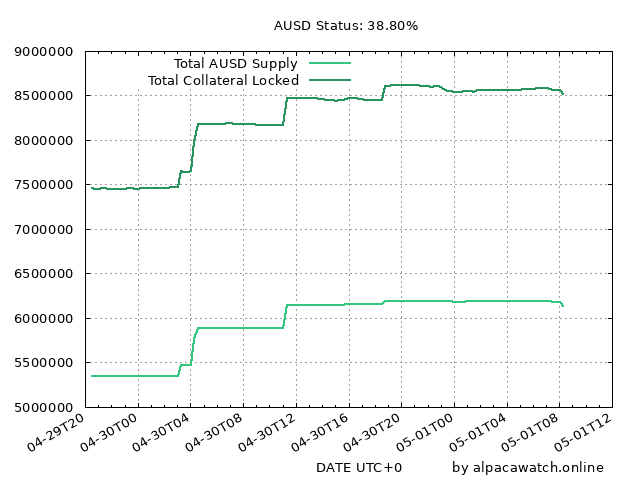 AUSD Status: 38.80%
9000000
Total AUSD Supply
Total Collateral Locked
8500000
8000000
7500000
7000000
6500000
6000000
5500000
5000000
04-29T20
04-30T00
04-30T04
04-30T08
04-30T12
04-30T16
04-30T20
05-01T00
05-01T04
05-01T08
05-01T12
DATE UTC+0
by alpacawatch.online